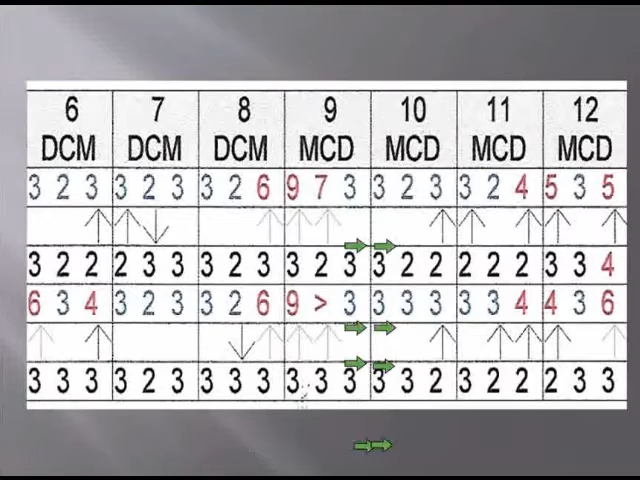 6 7 8 9 10 11 12
DCM DCM DCM MCD MCD MCD MCD
3 2 3 3 2 3 3 2 6 9 7 3 3 2 3 3 2 4 5 3 5
3 2 2 2 3 3 3 2 3 3 2 3 3 2 2 2 2 2 3 3 4
6 3 4 3 2 3 3 2 6 9 > 3 3 3 3 3 3 4 4 3 6
3 3 3 3 2 3 3 3 3 3 3 3 3 3 2 3 2 2 2 3 3